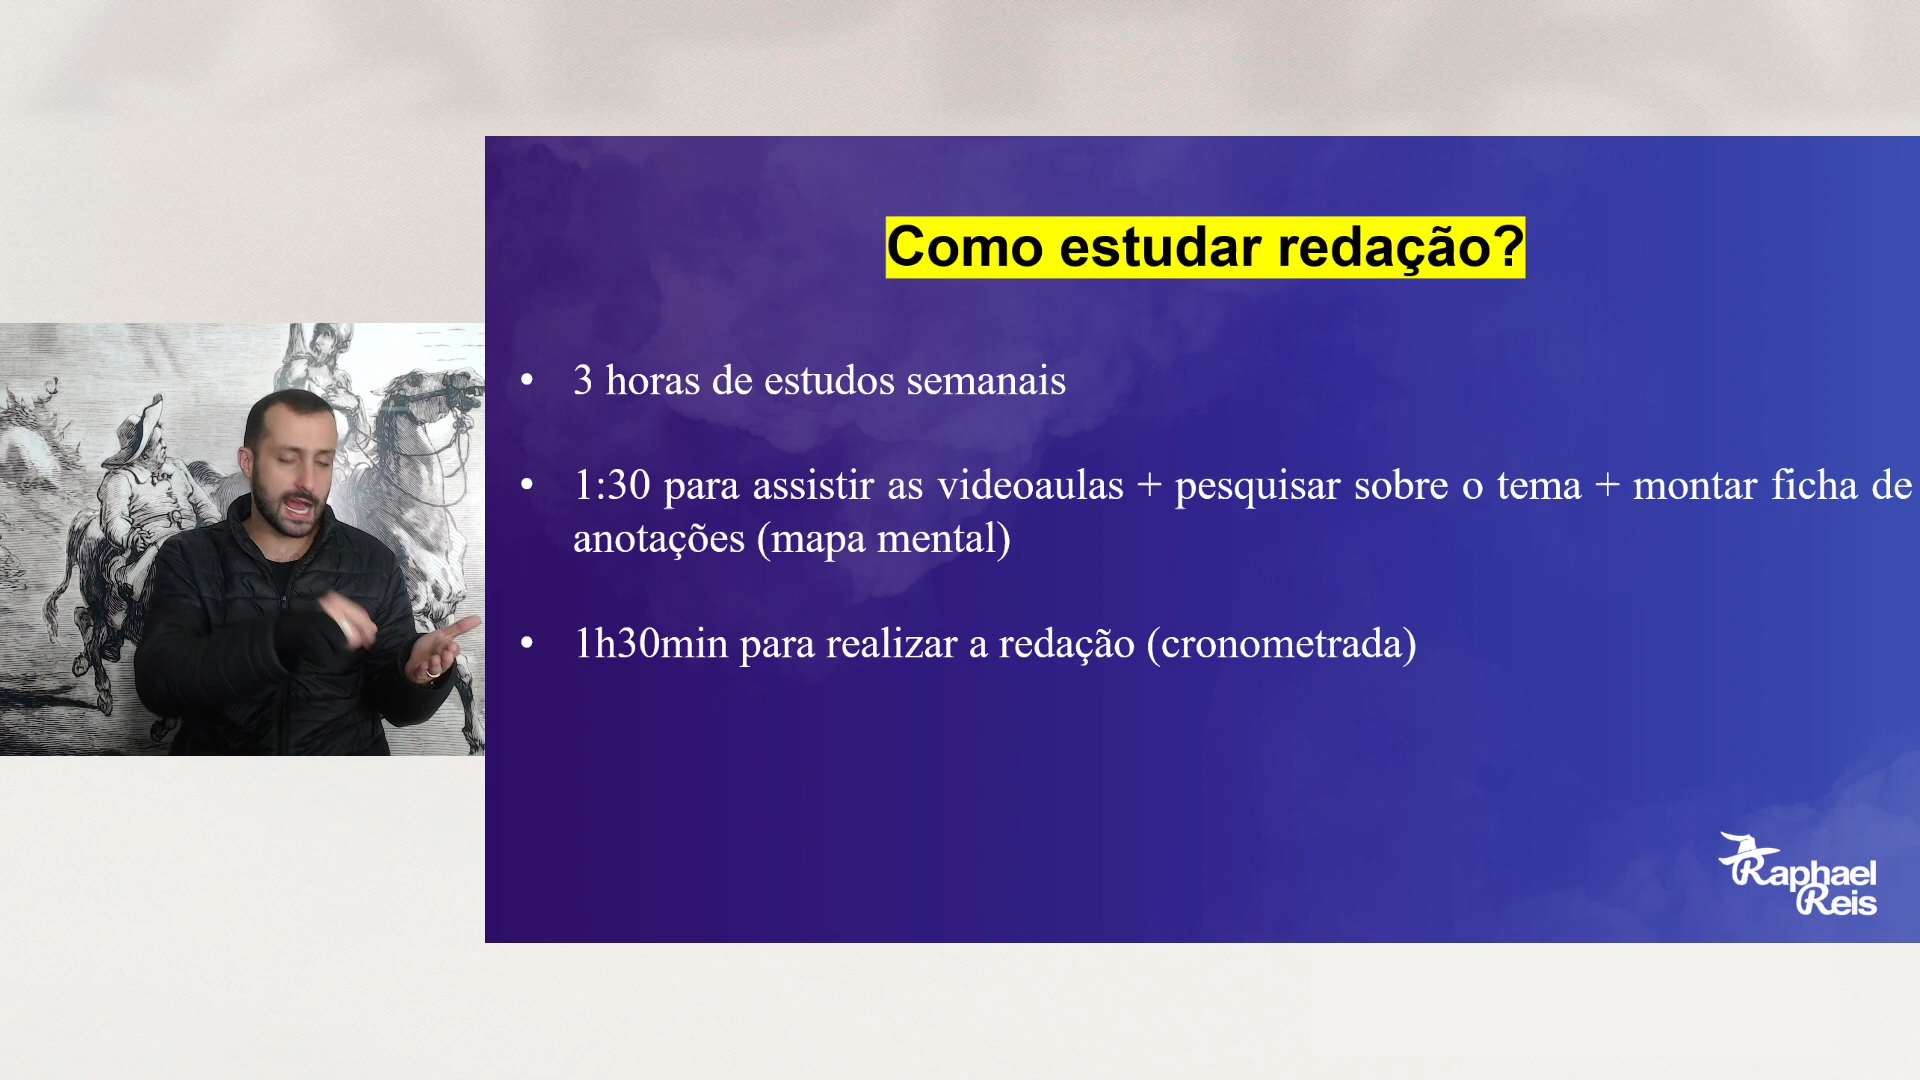 Como estudar redação?
• 3 horas de estudos semanais
• 1:30 para assistir as videoaulas + pesquisar sobre o tema + montar ficha de
anotações (mapa mental)
• 1h30min para realizar a redação (cronometrada)
Raphael
Reis